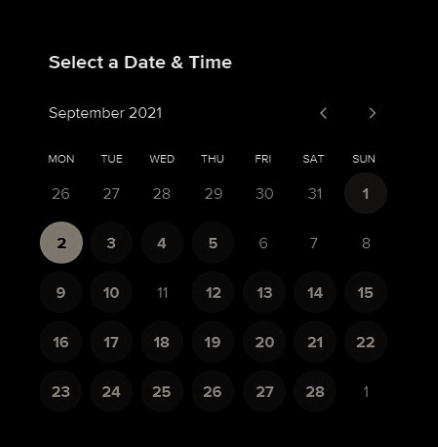 Select a Date & Time
September 2021
MON TUE WED THU FRI SAT SUN
26 27 28 29 30 31 1
2 3 4 5 6 7 8
9 10 11 12 13 14 15
16 17 18 19 20 21 22
23 24 25 26 27 28 1